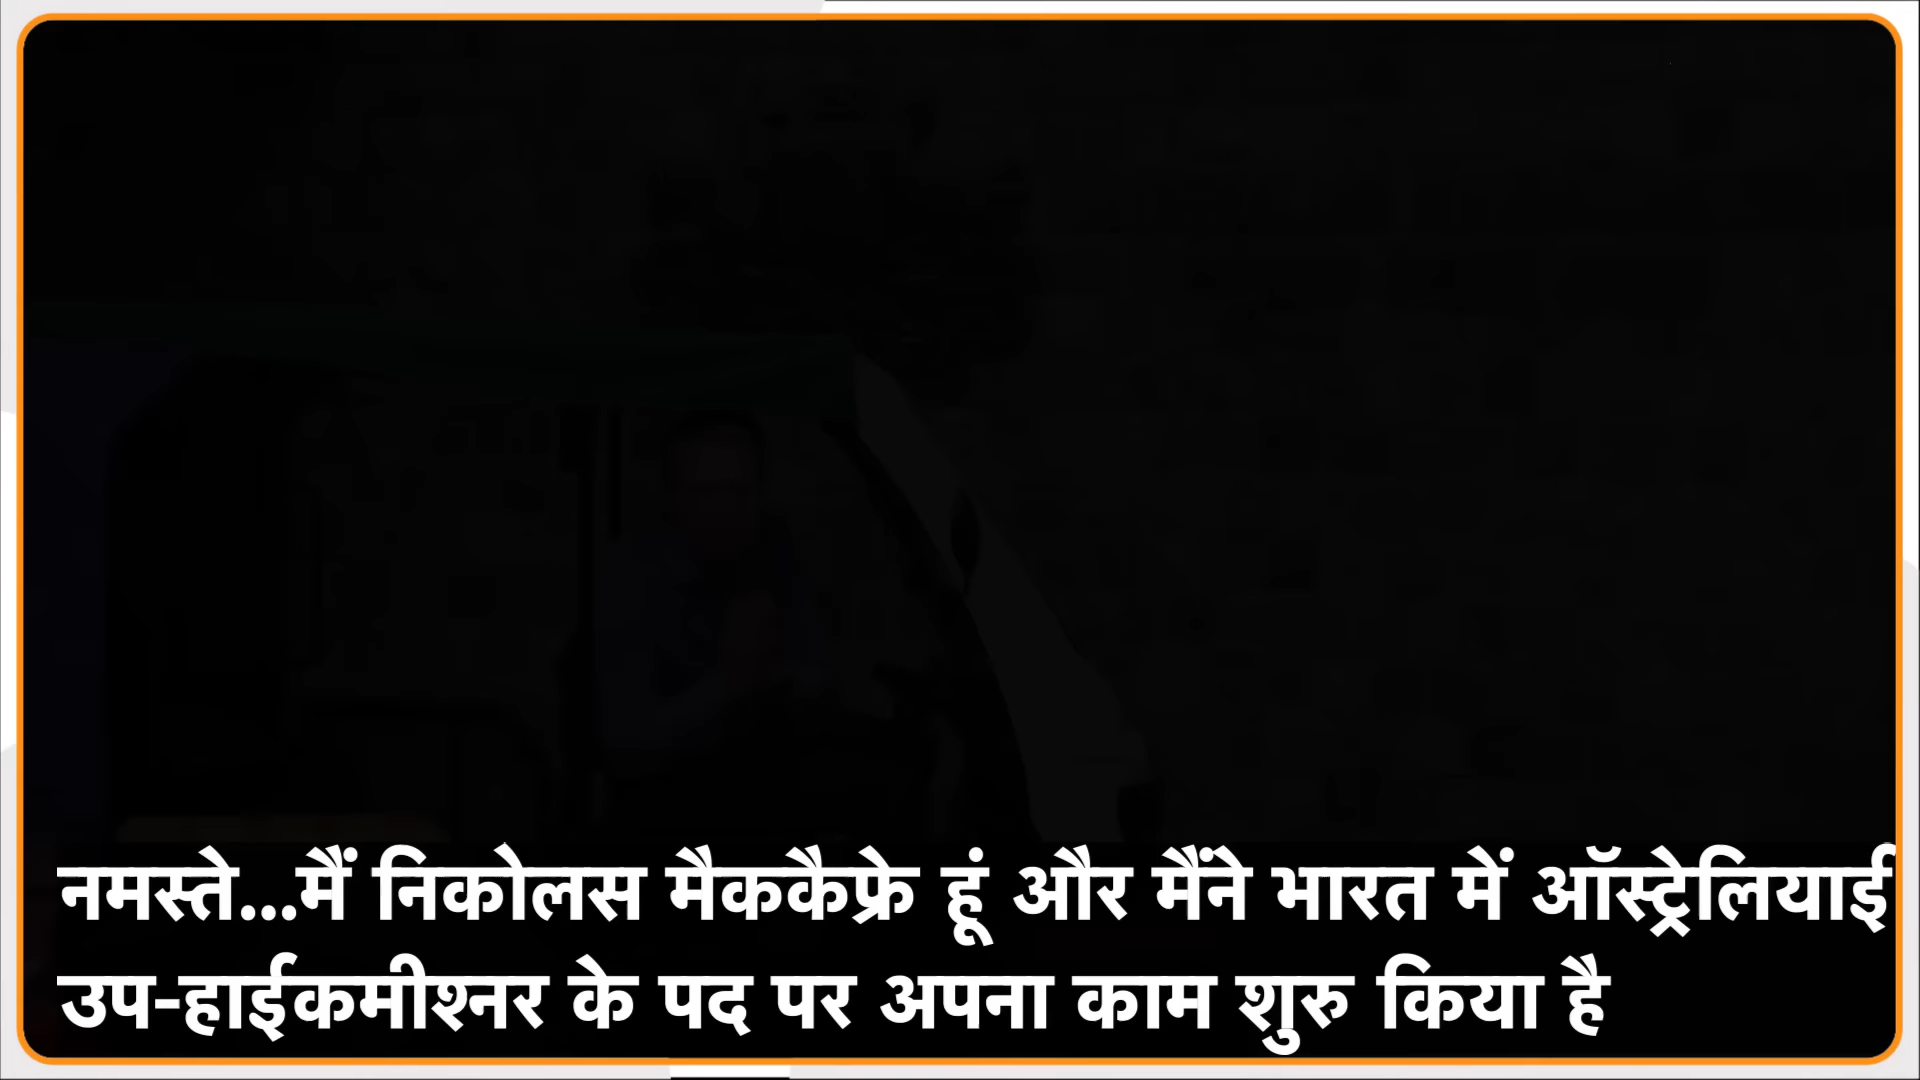 नमस्ते...मैं निकोलस मैककैफ्रे हूं और मैंने भारत में ऑस्ट्रेलियाई
उप-हाईकमीश्नर के पद पर अपना काम शुरु किया है